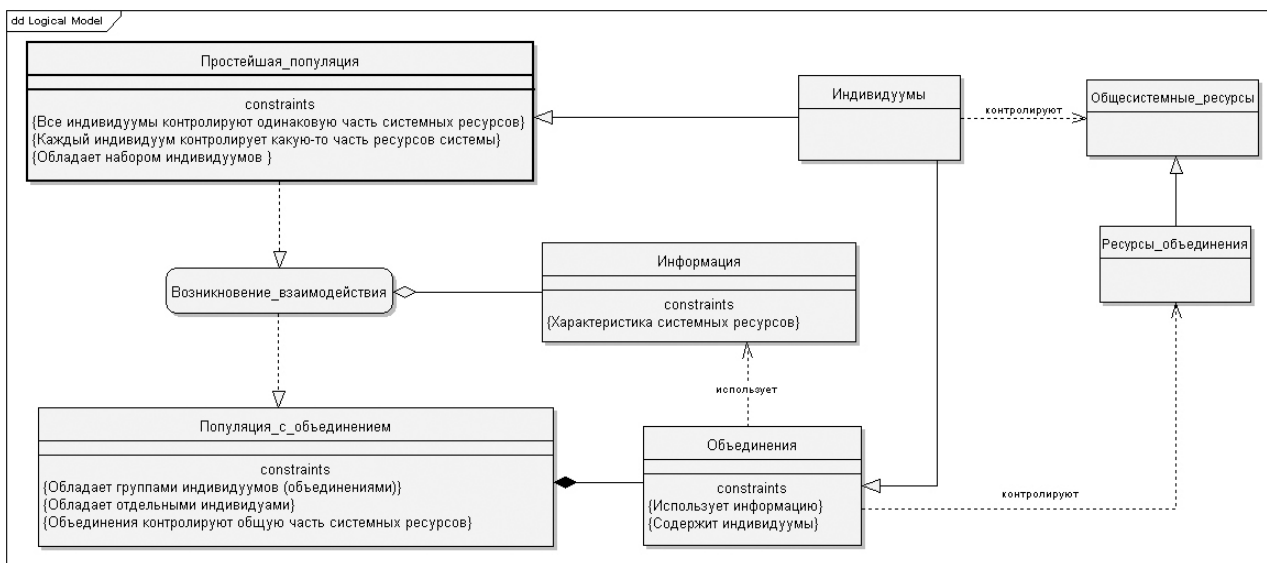 dd Logical Model
Простейшая_популяция
constraints
{Все индивидуумы контролируют одинаковую часть системных ресурсов}
{Каждый индивидуум контролирует какую-то часть ресурсов системы}
{Обладает набором индивидуумов }
Индивидуумы
контролируют
Общесистемные_ресурсы
Ресурсы_объединения
Информация
constraints
{Характеристика системных ресурсов}
Возникновение_взаимодействия
использует
Популяция_с_объединением
constraints
{Обладает группами индивидуумов (объединениями)}
{Обладает отдельными индивидуами}
{Объединения контролируют общую часть системных ресурсов}
Объединения
constraints
{Использует информацию}
{Содержит индивидуумы}
контролируют